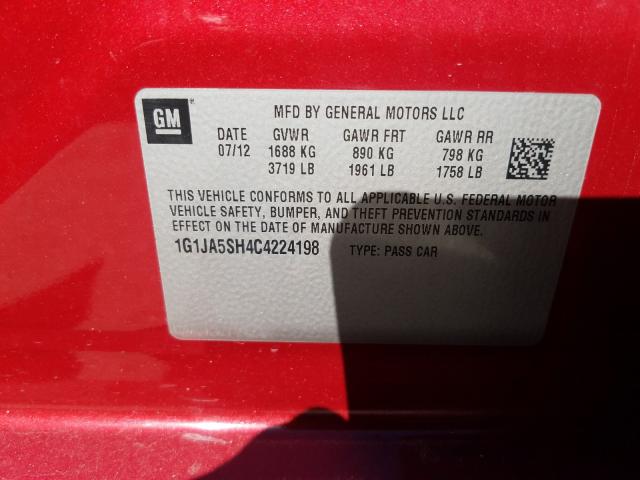 GM
MFD BY GENERAL MOTORS LLC
DATE GVWR GAWR FRT GAWR RR
07/12 1688 KG 890 KG 798 KG
3719 LB 1961 LB 1758 LB
THIS VEHICLE CONFORMS TO ALL APPLICABLE U.S. FEDERAL MOTOR
VEHICLE SAFETY, BUMPER, AND THEFT PREVENTION STANDARDS IN
EFFECT ON THE DATE OF MANUFACTURE SHOWN ABOVE.
1G1JA5SH4C4224198 TYPE: PASS CAR